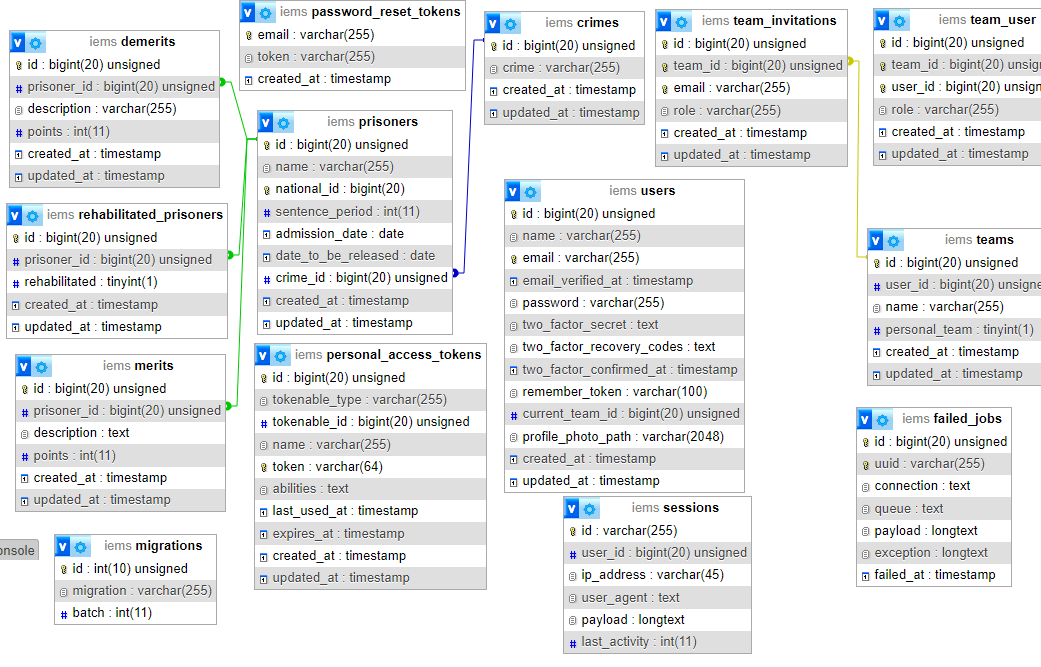 iems demerits
id : bigint(20) unsigned
prisoner_id : bigint(20) unsigned
description : varchar(255)
points : int(11)
created_at : timestamp
updated_at : timestamp
iems password_reset_tokens
email : varchar(255)
token : varchar(255)
created_at : timestamp
iems crimes
id : bigint(20) unsigned
crime : varchar(255)
created_at : timestamp
updated_at : timestamp
iems team_invitations
id : bigint(20) unsigned
team_id : bigint(20) unsigned
email : varchar(255)
role : varchar(255)
created_at : timestamp
updated_at : timestamp
iems team_user
id : bigint(20) unsigned
team_id : bigint(20) unsig
user_id : bigint(20) unsig
role : varchar(255)
created_at : timestamp
updated_at : timestamp
iems prisoners
id : bigint(20) unsigned
name : varchar(255)
national_id : bigint(20)
sentence_period : int(11)
admission_date : date
date_to_be_released : date
crime_id : bigint(20) unsigned
created_at : timestamp
updated_at : timestamp
iems rehabilitated_prisoners
id : bigint(20) unsigned
prisoner_id : bigint(20) unsigned
rehabilitated : tinyint(1)
created_at : timestamp
updated_at : timestamp
iems users
id : bigint(20) unsigned
name : varchar(255)
email : varchar(255)
email_verified_at : timestamp
password : varchar(255)
two_factor_secret : text
two_factor_recovery_codes : text
two_factor_confirmed_at : timestamp
remember_token : varchar(100)
current_team_id : bigint(20) unsigned
profile_photo_path : varchar(2048)
created_at : timestamp
updated_at : timestamp
iems teams
id : bigint(20) unsigned
user_id : bigint(20) unsigne
name : varchar(255)
personal_team : tinyint(1)
created_at : timestamp
updated_at : timestamp
iems merits
id : bigint(20) unsigned
prisoner_id : bigint(20) unsigned
description : text
points : int(11)
created_at : timestamp
updated_at : timestamp
iems personal_access_tokens
id : bigint(20) unsigned
tokenable_type : varchar(255)
tokenable_id : bigint(20) unsigned
name : varchar(255)
token : varchar(64)
abilities : text
last_used_at : timestamp
expires_at : timestamp
created_at : timestamp
updated_at : timestamp
iems failed_jobs
id : bigint(20) unsigned
uuid : varchar(255)
connection : text
queue : text
payload : longtext
exception : longtext
failed_at : timestamp
iems sessions
id : varchar(255)
user_id : bigint(20) unsigned
ip_address : varchar(45)
user_agent : text
payload : longtext
last_activity : int(11)
onsole
iems migrations
id : int(10) unsigned
migration : varchar(255)
batch : int(11)